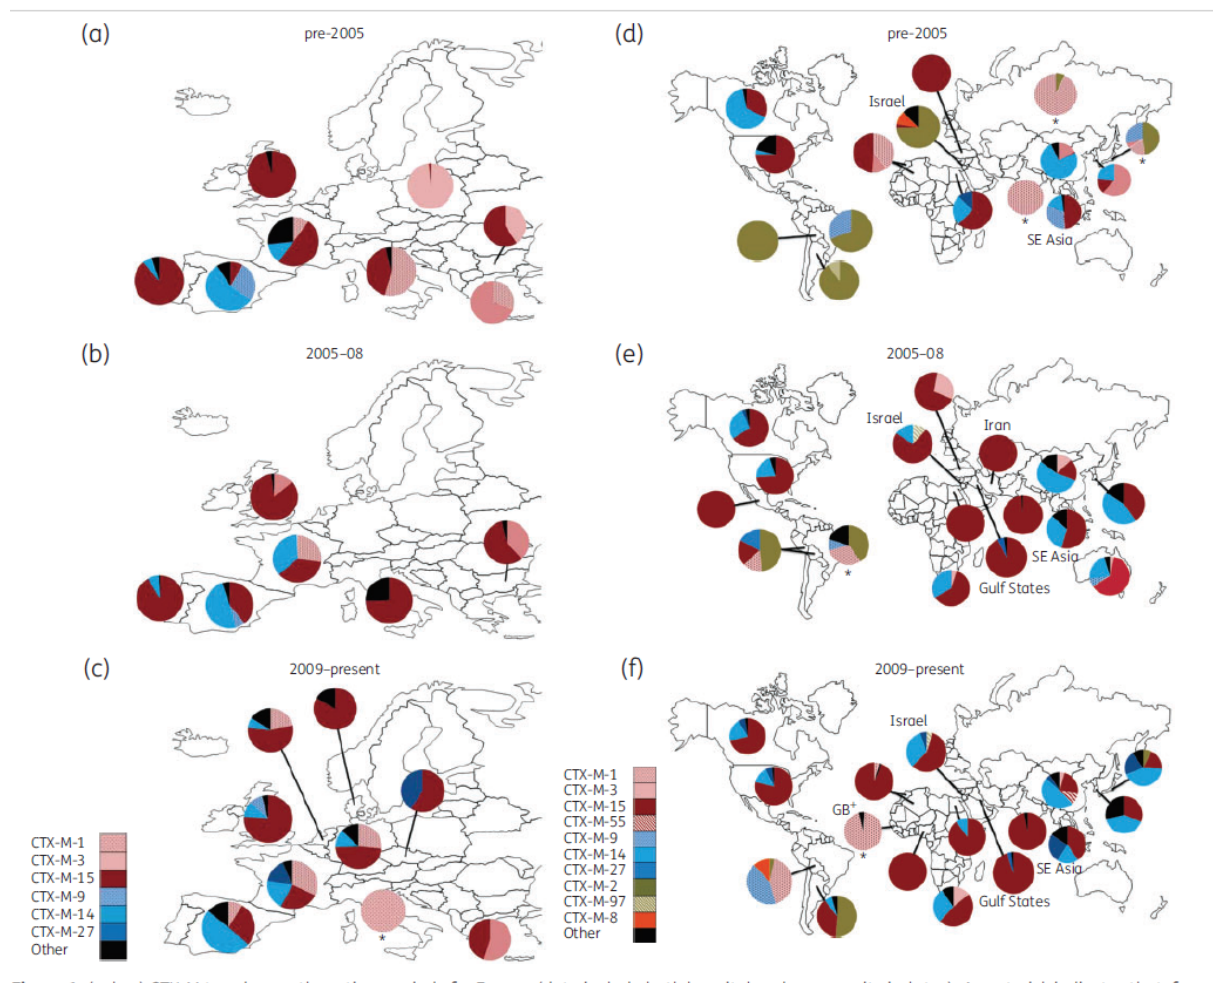 (a)
pre-2005
(b)
2005–08
(c)
2009–present
CTX-M-1
CTX-M-3
CTX-M-15
CTX-M-9
CTX-M-14
CTX-M-27
Other
*
(d)
pre-2005
Israel
*
*
*
SE Asia
(e)
2005–08
Israel
Iran
SE Asia
*
Gulf States
(f)
2009–present
Israel
GB+
*
SE Asia
Gulf States
CTX-M-1
CTX-M-3
CTX-M-15
CTX-M-55
CTX-M-9
CTX-M-14
CTX-M-27
CTX-M-2
CTX-M-97
CTX-M-8
Other